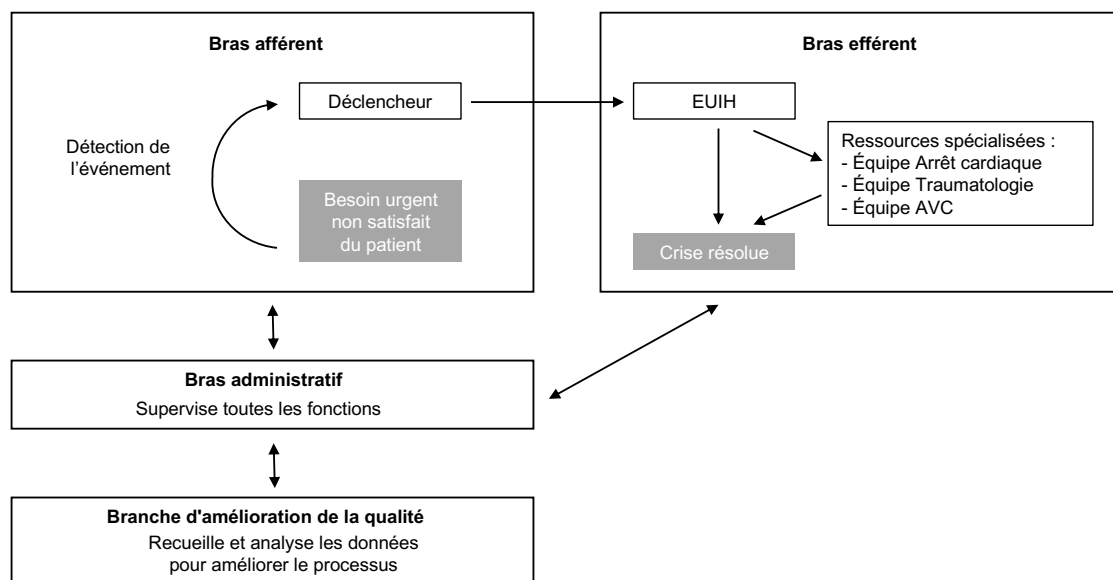 Bras afférent
Déclencheur
Détection de
l'événement
Besoin urgent
non satisfait
du patient
Bras efférent
EUIH
Ressources spécialisées :
- Équipe Arrêt cardiaque
- Équipe Traumatologie
- Équipe AVC
Crise résolue
Bras administratif
Supervise toutes les fonctions
Branche d'amélioration de la qualité
Recueille et analyse les données
pour améliorer le processus